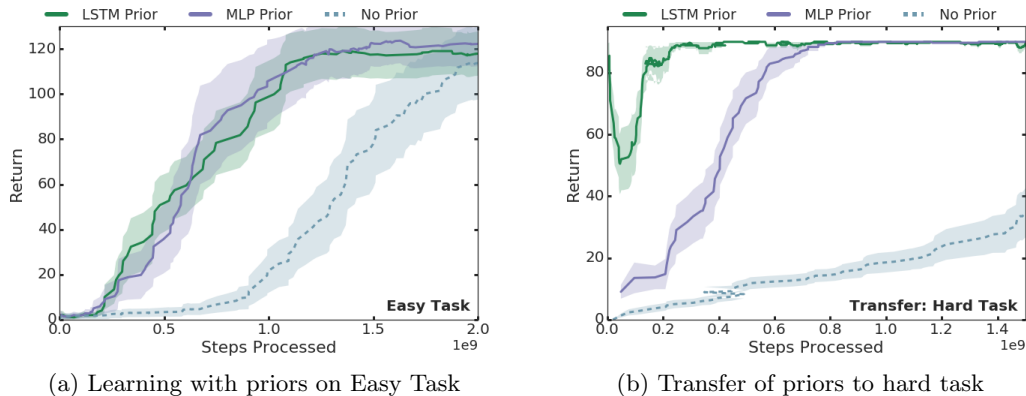 LSTM Prior MLP Prior No Prior
120
100
80
60
40
20
0
Return
Easy Task
0.0 0.5 1.0 1.5 2.0
Steps Processed 1e9
(a) Learning with priors on Easy Task
LSTM Prior MLP Prior No Prior
80
60
40
20
0
Return
Transfer: Hard Task
0.0 0.2 0.4 0.6 0.8 1.0 1.2 1.4
Steps Processed 1e9
(b) Transfer of priors to hard task